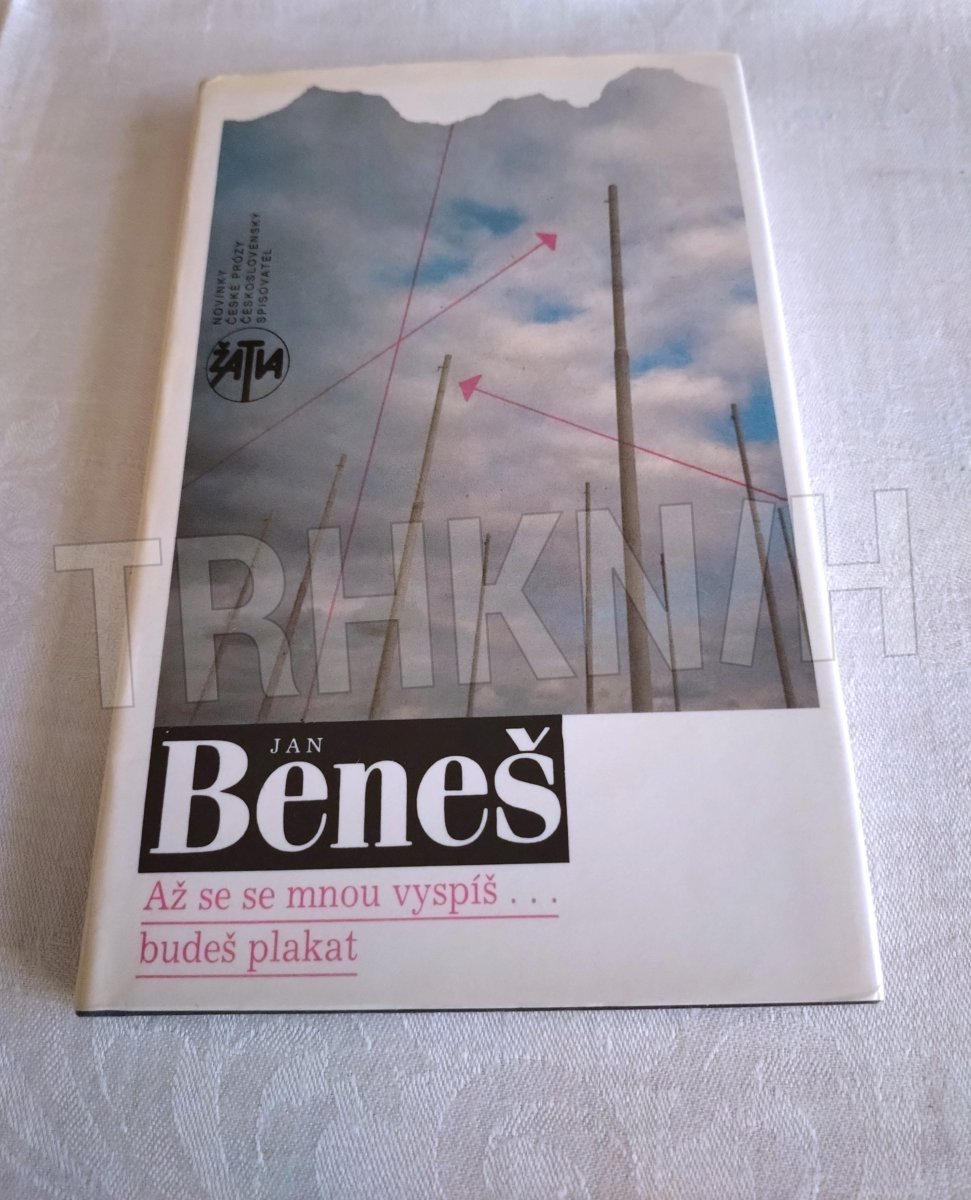 NOVINKY
ČESKÉ PRÓZY
ČESKOSLOVENSKÝ
SPISOVATEL
ŽATVA
TRHKNIH
JAN
Beneš
Až se se mnou vyspíš . . .
budeš plakat